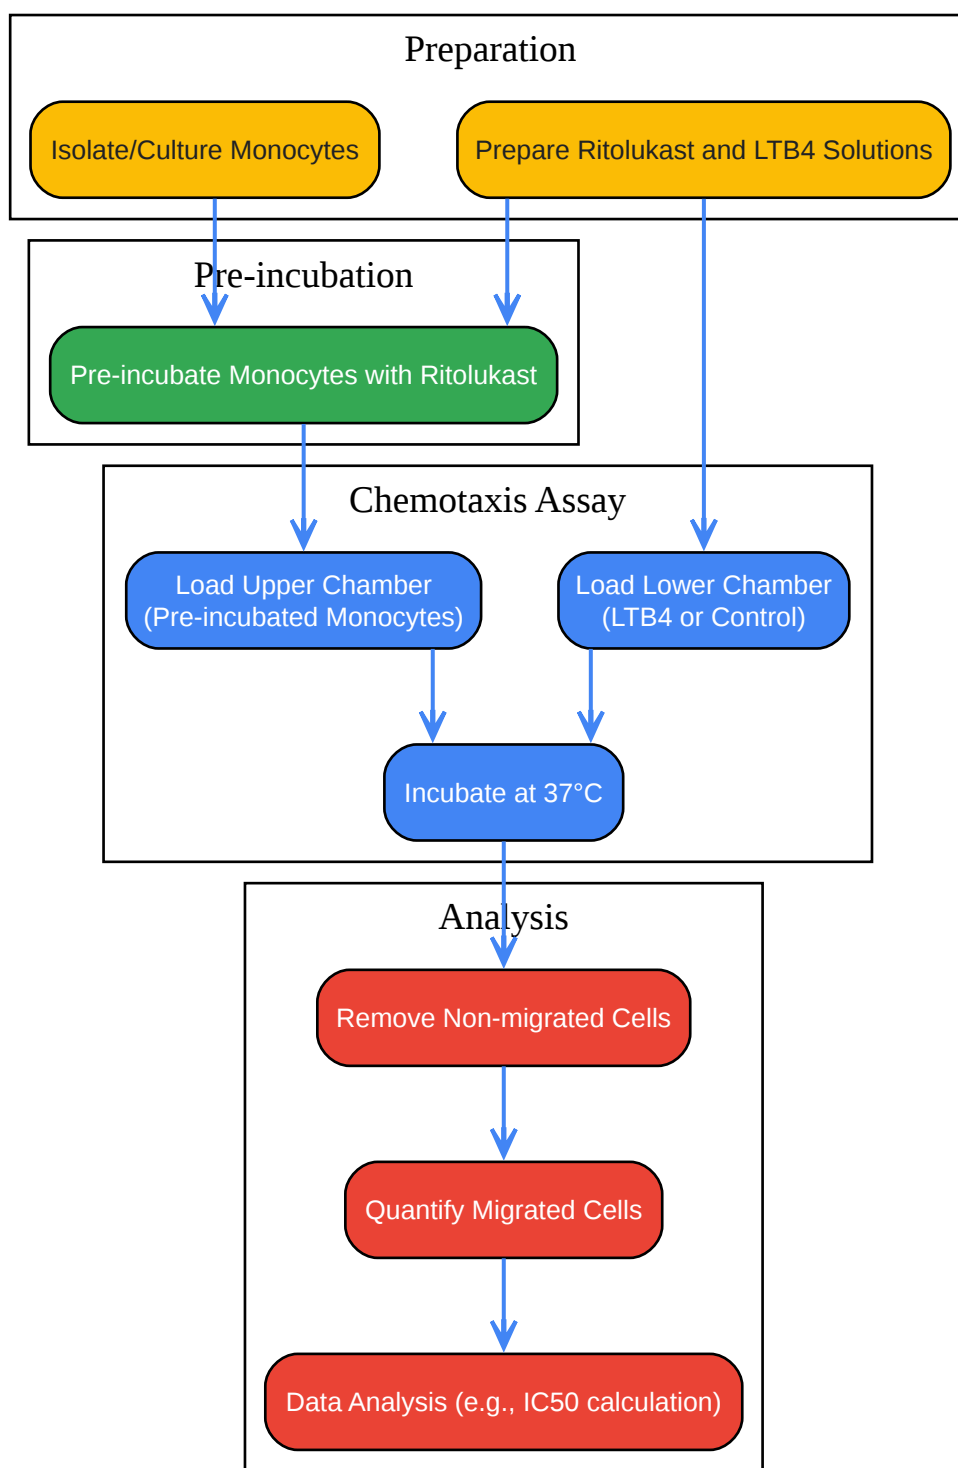 Preparation
Isolate/Culture Monocytes
Prepare Ritolukast and LTB4 Solutions
Pre-incubation
Pre-incubate Monocytes with Ritolukast
Chemotaxis Assay
Load Upper Chamber
(Pre-incubated Monocytes)
Load Lower Chamber
(LTB4 or Control)
Incubate at 37°C
Analysis
Remove Non-migrated Cells
Quantify Migrated Cells
Data Analysis (e.g., IC50 calculation)